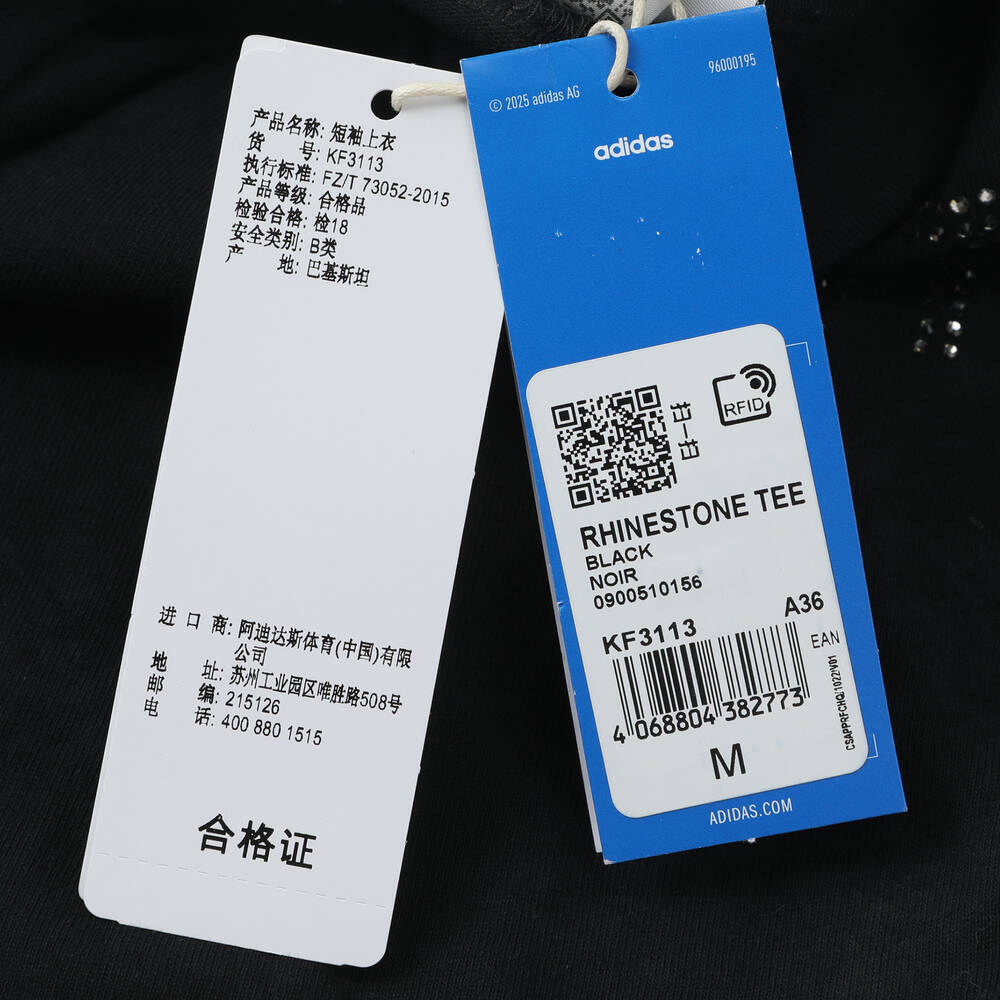 产品名称: 短袖上衣
货 号: KF3113
执行标准: FZ/T 73052-2015
产品等级: 合格品
检验合格: 检18
安全类别: B类
产 地: 巴基斯坦
进 口 商: 阿迪达斯体育(中国)有限
公司
地 址: 苏州工业园区唯胜路508号
邮 编: 215126
电 话: 400 880 1515
合格证
© 2025 adidas AG
96000195
adidas
扫一扫
RFID
RHINESTONE TEE
BLACK
NOIR
0900510156
KF3113
A36
EAN
4 068804 382773
M
CSAPPRFCHQ/1022/V01
ADIDAS.COM